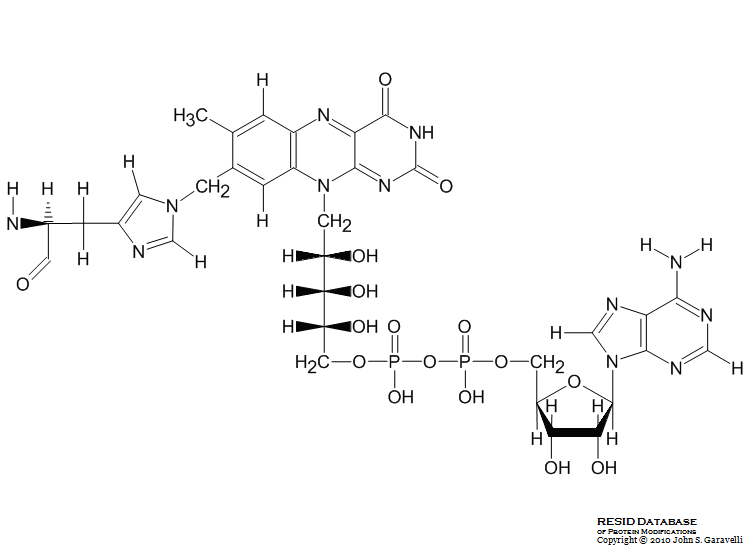 H O
H3C N NH
H
H H H N CH2 N N O
N H CH2
N H
H O H OH H H
H OH N
H OH O O N N
H2C O P O P O CH2 H N N H
OH OH O
H H
H H
OH OH
RESID DATABASE
OF PROTEIN MODIFICATIONS
Copyright © 2010 John S. Garavelli